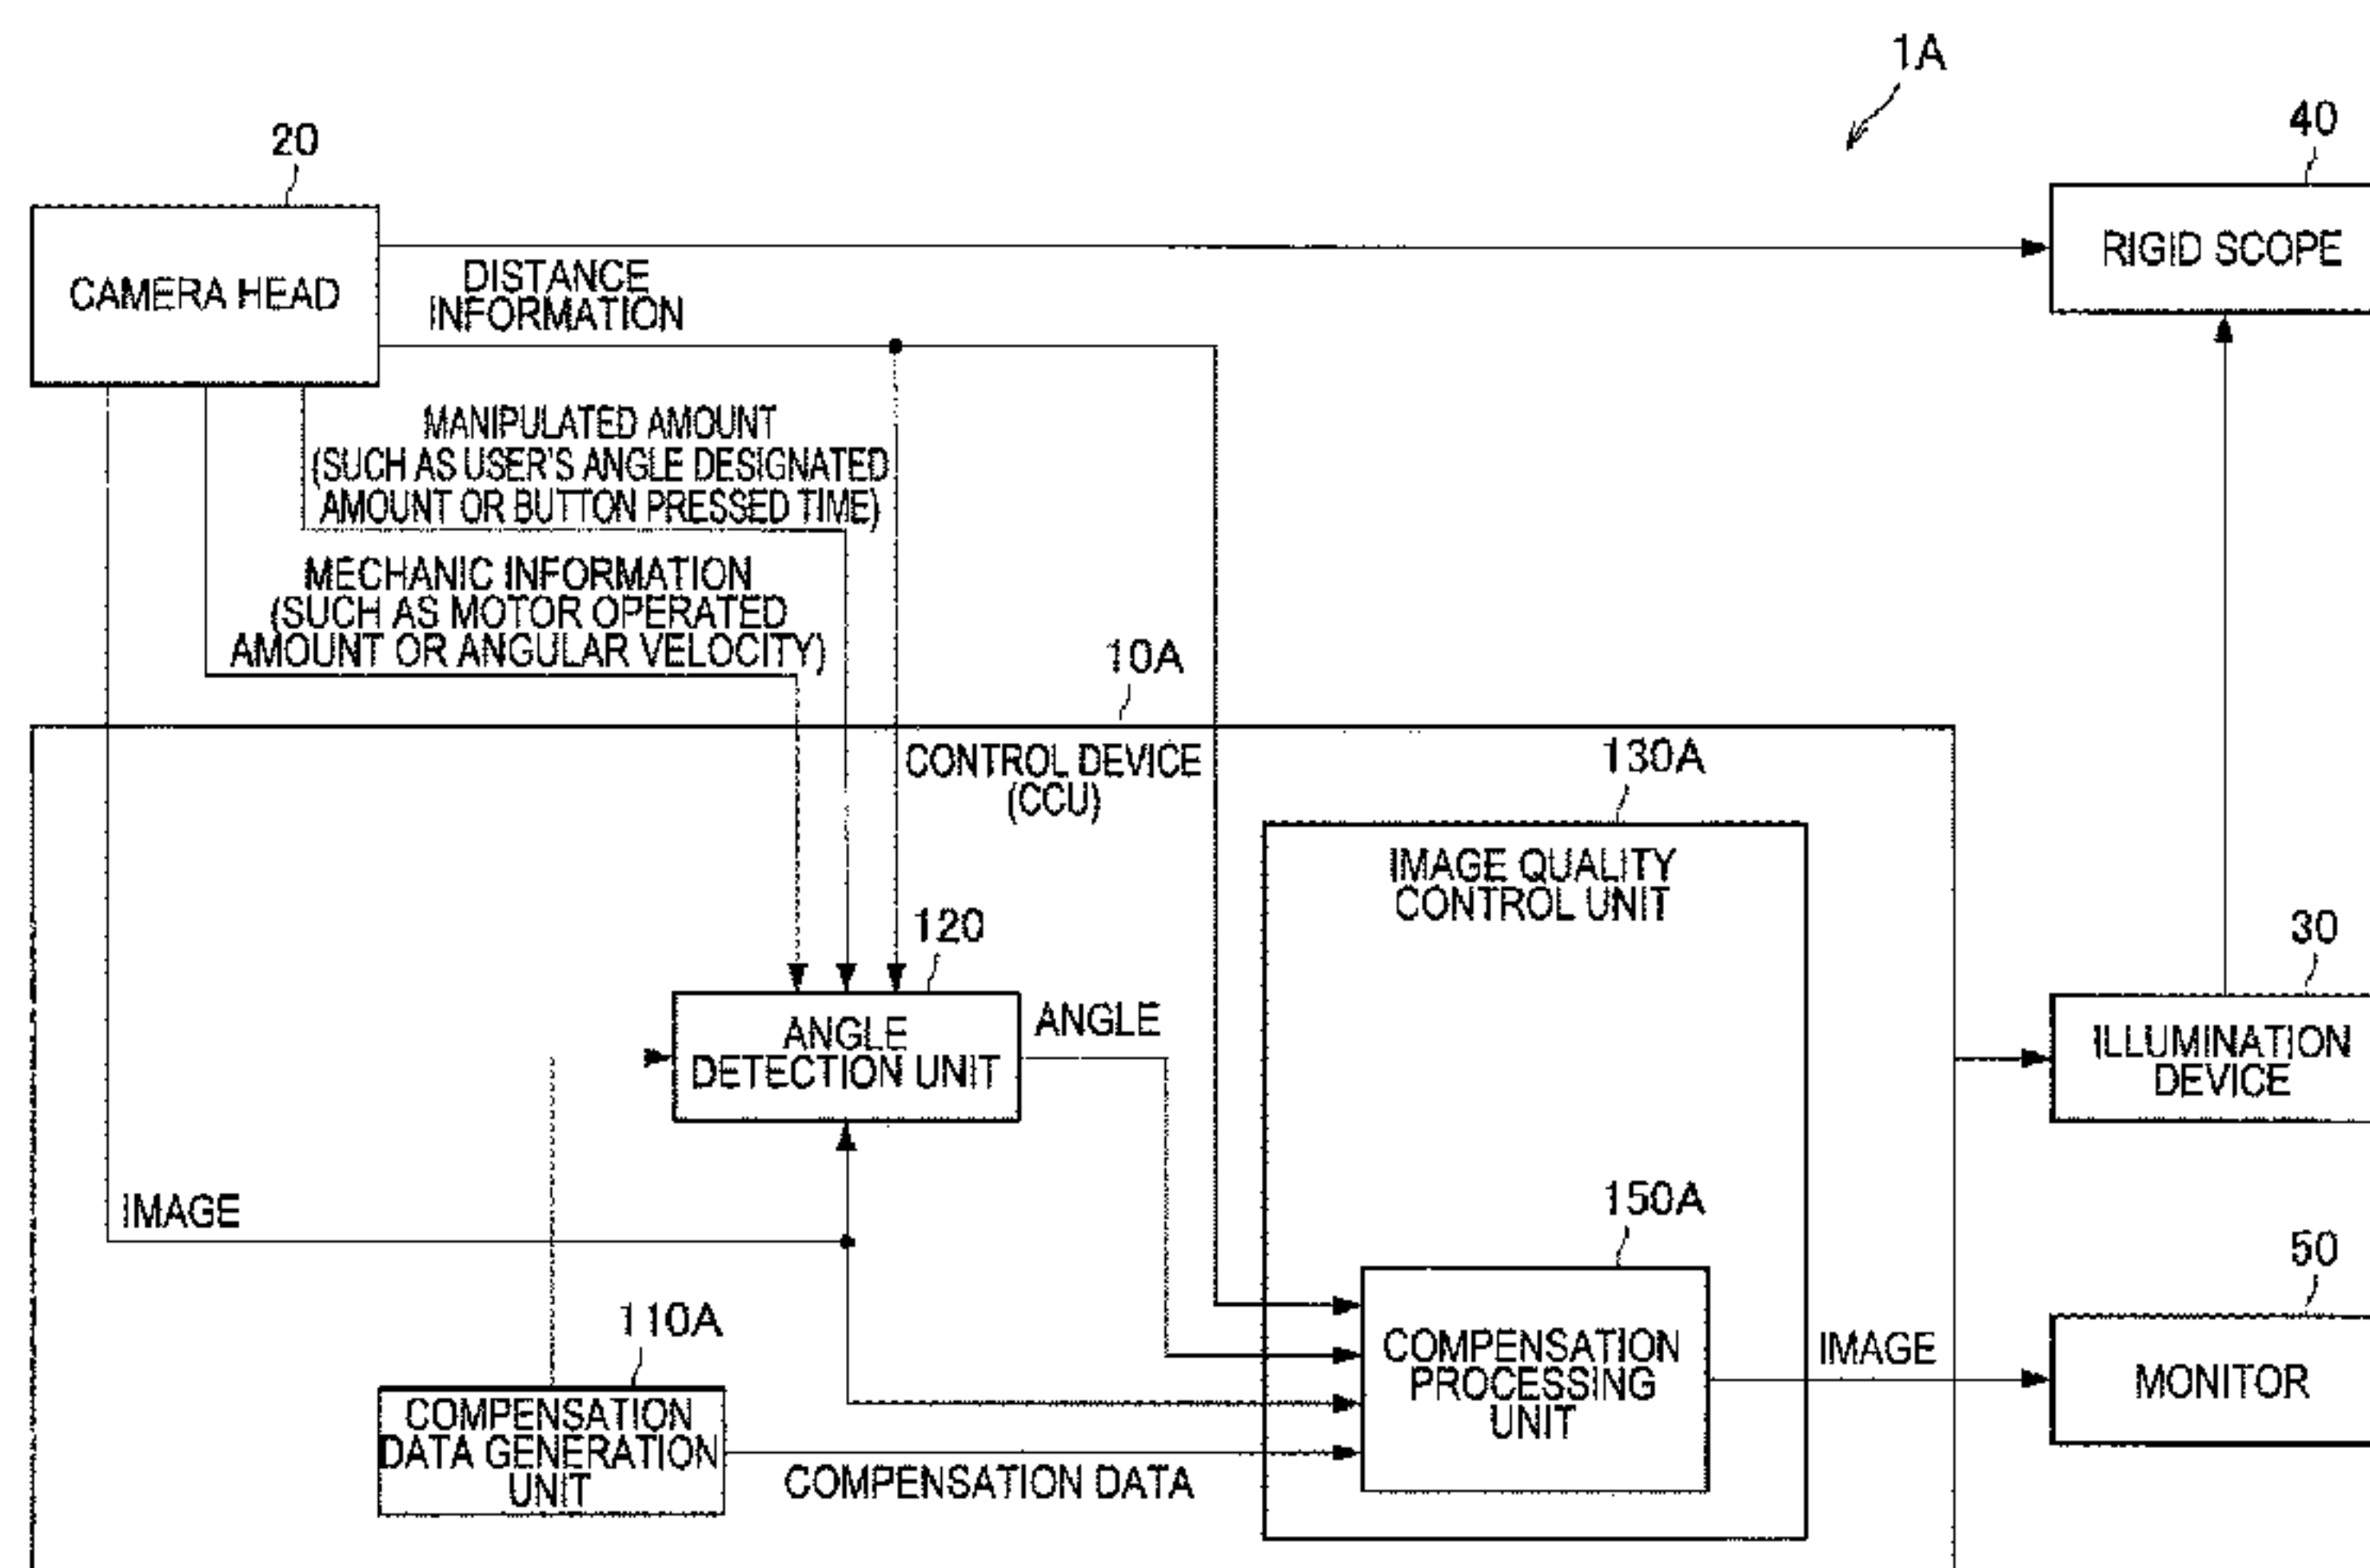 1A
20
40
CAMERA HEAD
RIGID SCOPE
DISTANCE
INFORMATION
MANIPULATED AMOUNT
(SUCH AS USER'S ANGLE DESIGNATED
AMOUNT OR BUTTON PRESSED TIME)
MECHANIC INFORMATION
(SUCH AS MOTOR OPERATED
AMOUNT OR ANGULAR VELOCITY)
10A
CONTROL DEVICE
(CCU)
130A
IMAGE QUALITY
CONTROL UNIT
120
30
ANGLE
DETECTION UNIT
ANGLE
ILLUMINATION
DEVICE
IMAGE
150A
50
110A
COMPENSATION
PROCESSING
UNIT
IMAGE
MONITOR
COMPENSATION
DATA GENERATION
UNIT
COMPENSATION DATA